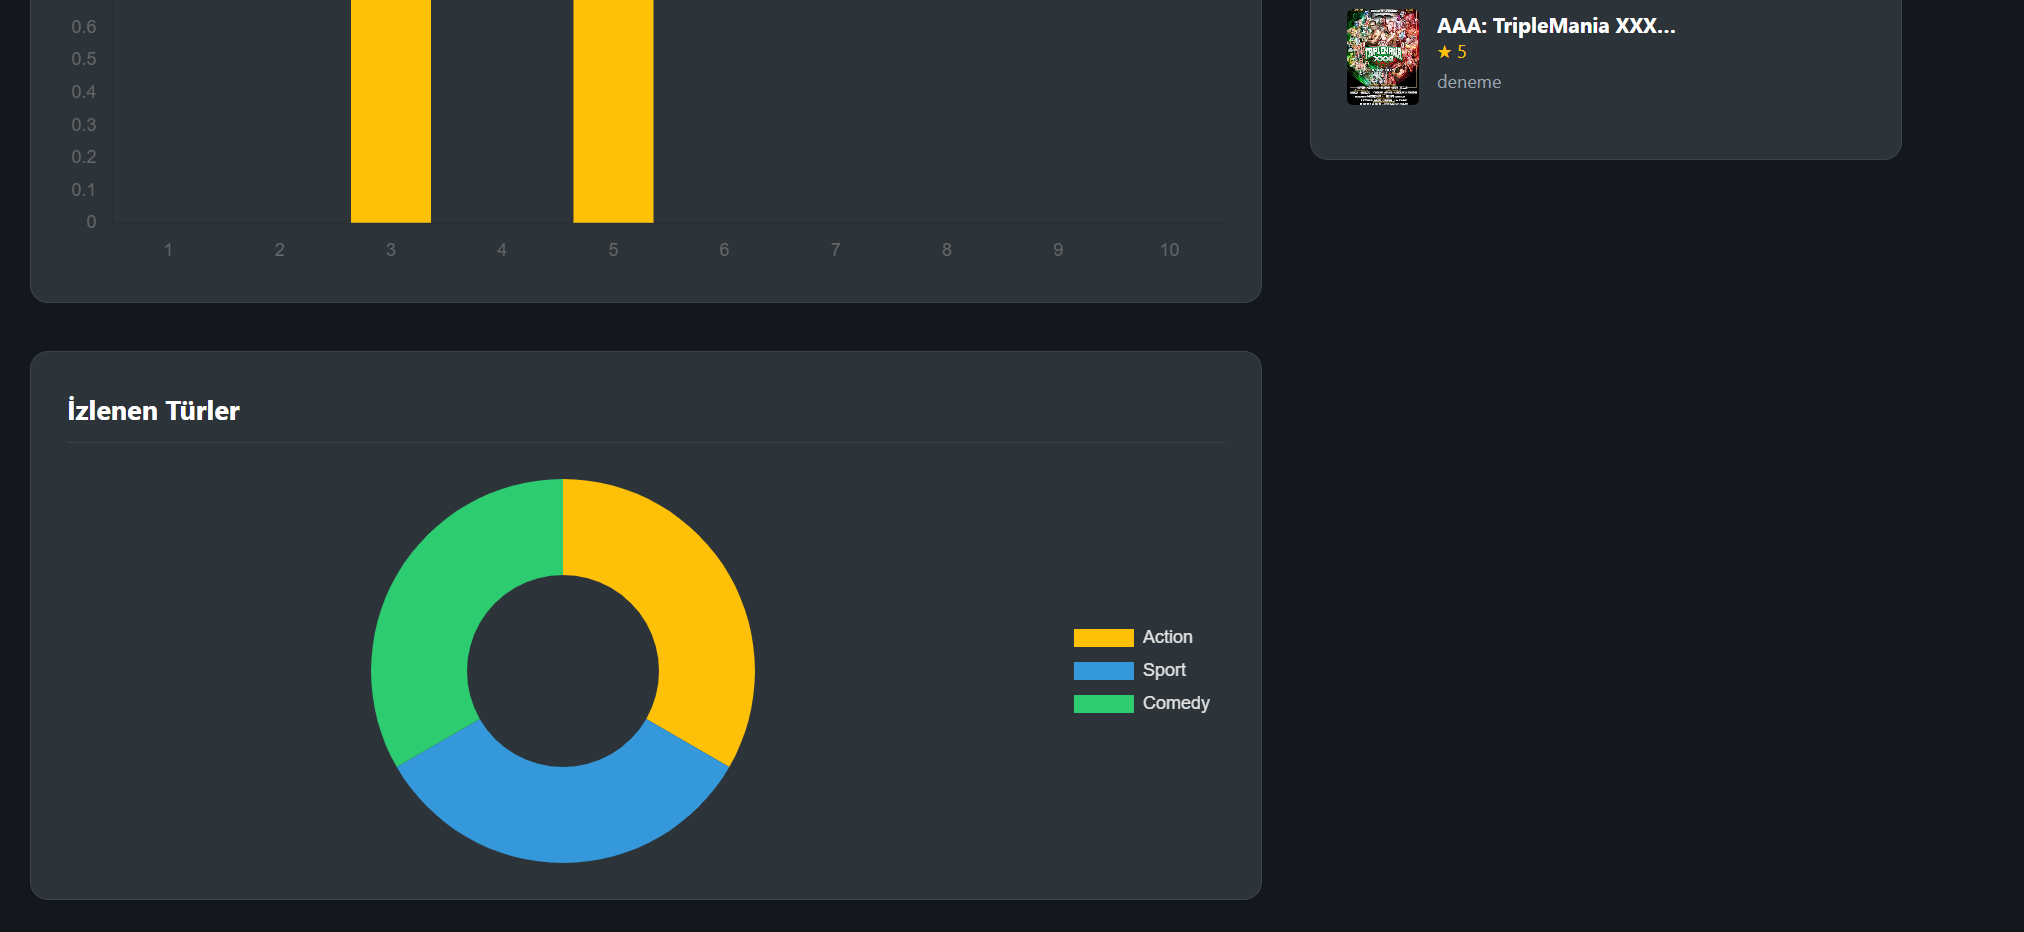 0.6
0.5
0.4
0.3
0.2
0.1
0
1 2 3 4 5 6 7 8 9 10
AAA: TripleMania XXX...
★ 5
deneme
İzlenen Türler
Action
Sport
Comedy